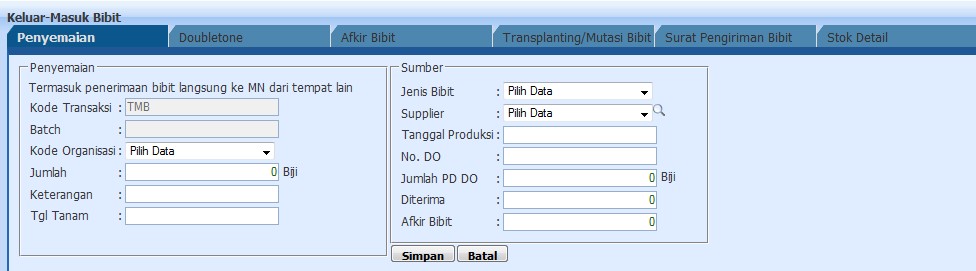 Keluar-Masuk Bibit
Penyemaian Doubletone Afkir Bibit Transplanting/Mutasi Bibit Surat Pengiriman Bibit Stok Detail
Penyemaian
Termasuk penerimaan bibit langsung ke MN dari tempat lain
Kode Transaksi : TMB
Batch :
Kode Organisasi : Pilih Data
Jumlah : 0 Biji
Keterangan :
Tgl Tanam :
Sumber
Jenis Bibit : Pilih Data
Supplier : Pilih Data
Tanggal Produksi :
No. DO :
Jumlah PD DO : 0 Biji
Diterima : 0
Afkir Bibit : 0
Simpan Batal